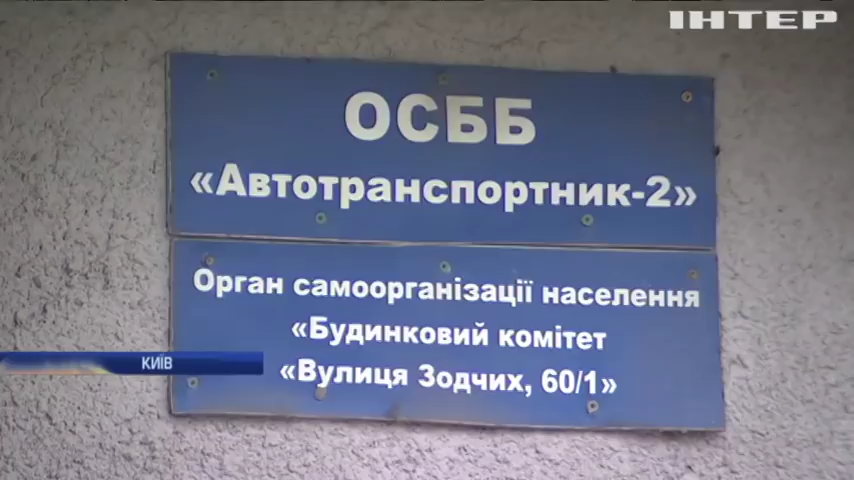 ІНТЕР
ОСББ
«Автотранспортник-2»
Орган самоорганізації населення
«Будинковий комітет
«Вулиця Зодчих, 60/1»
КИЇВ